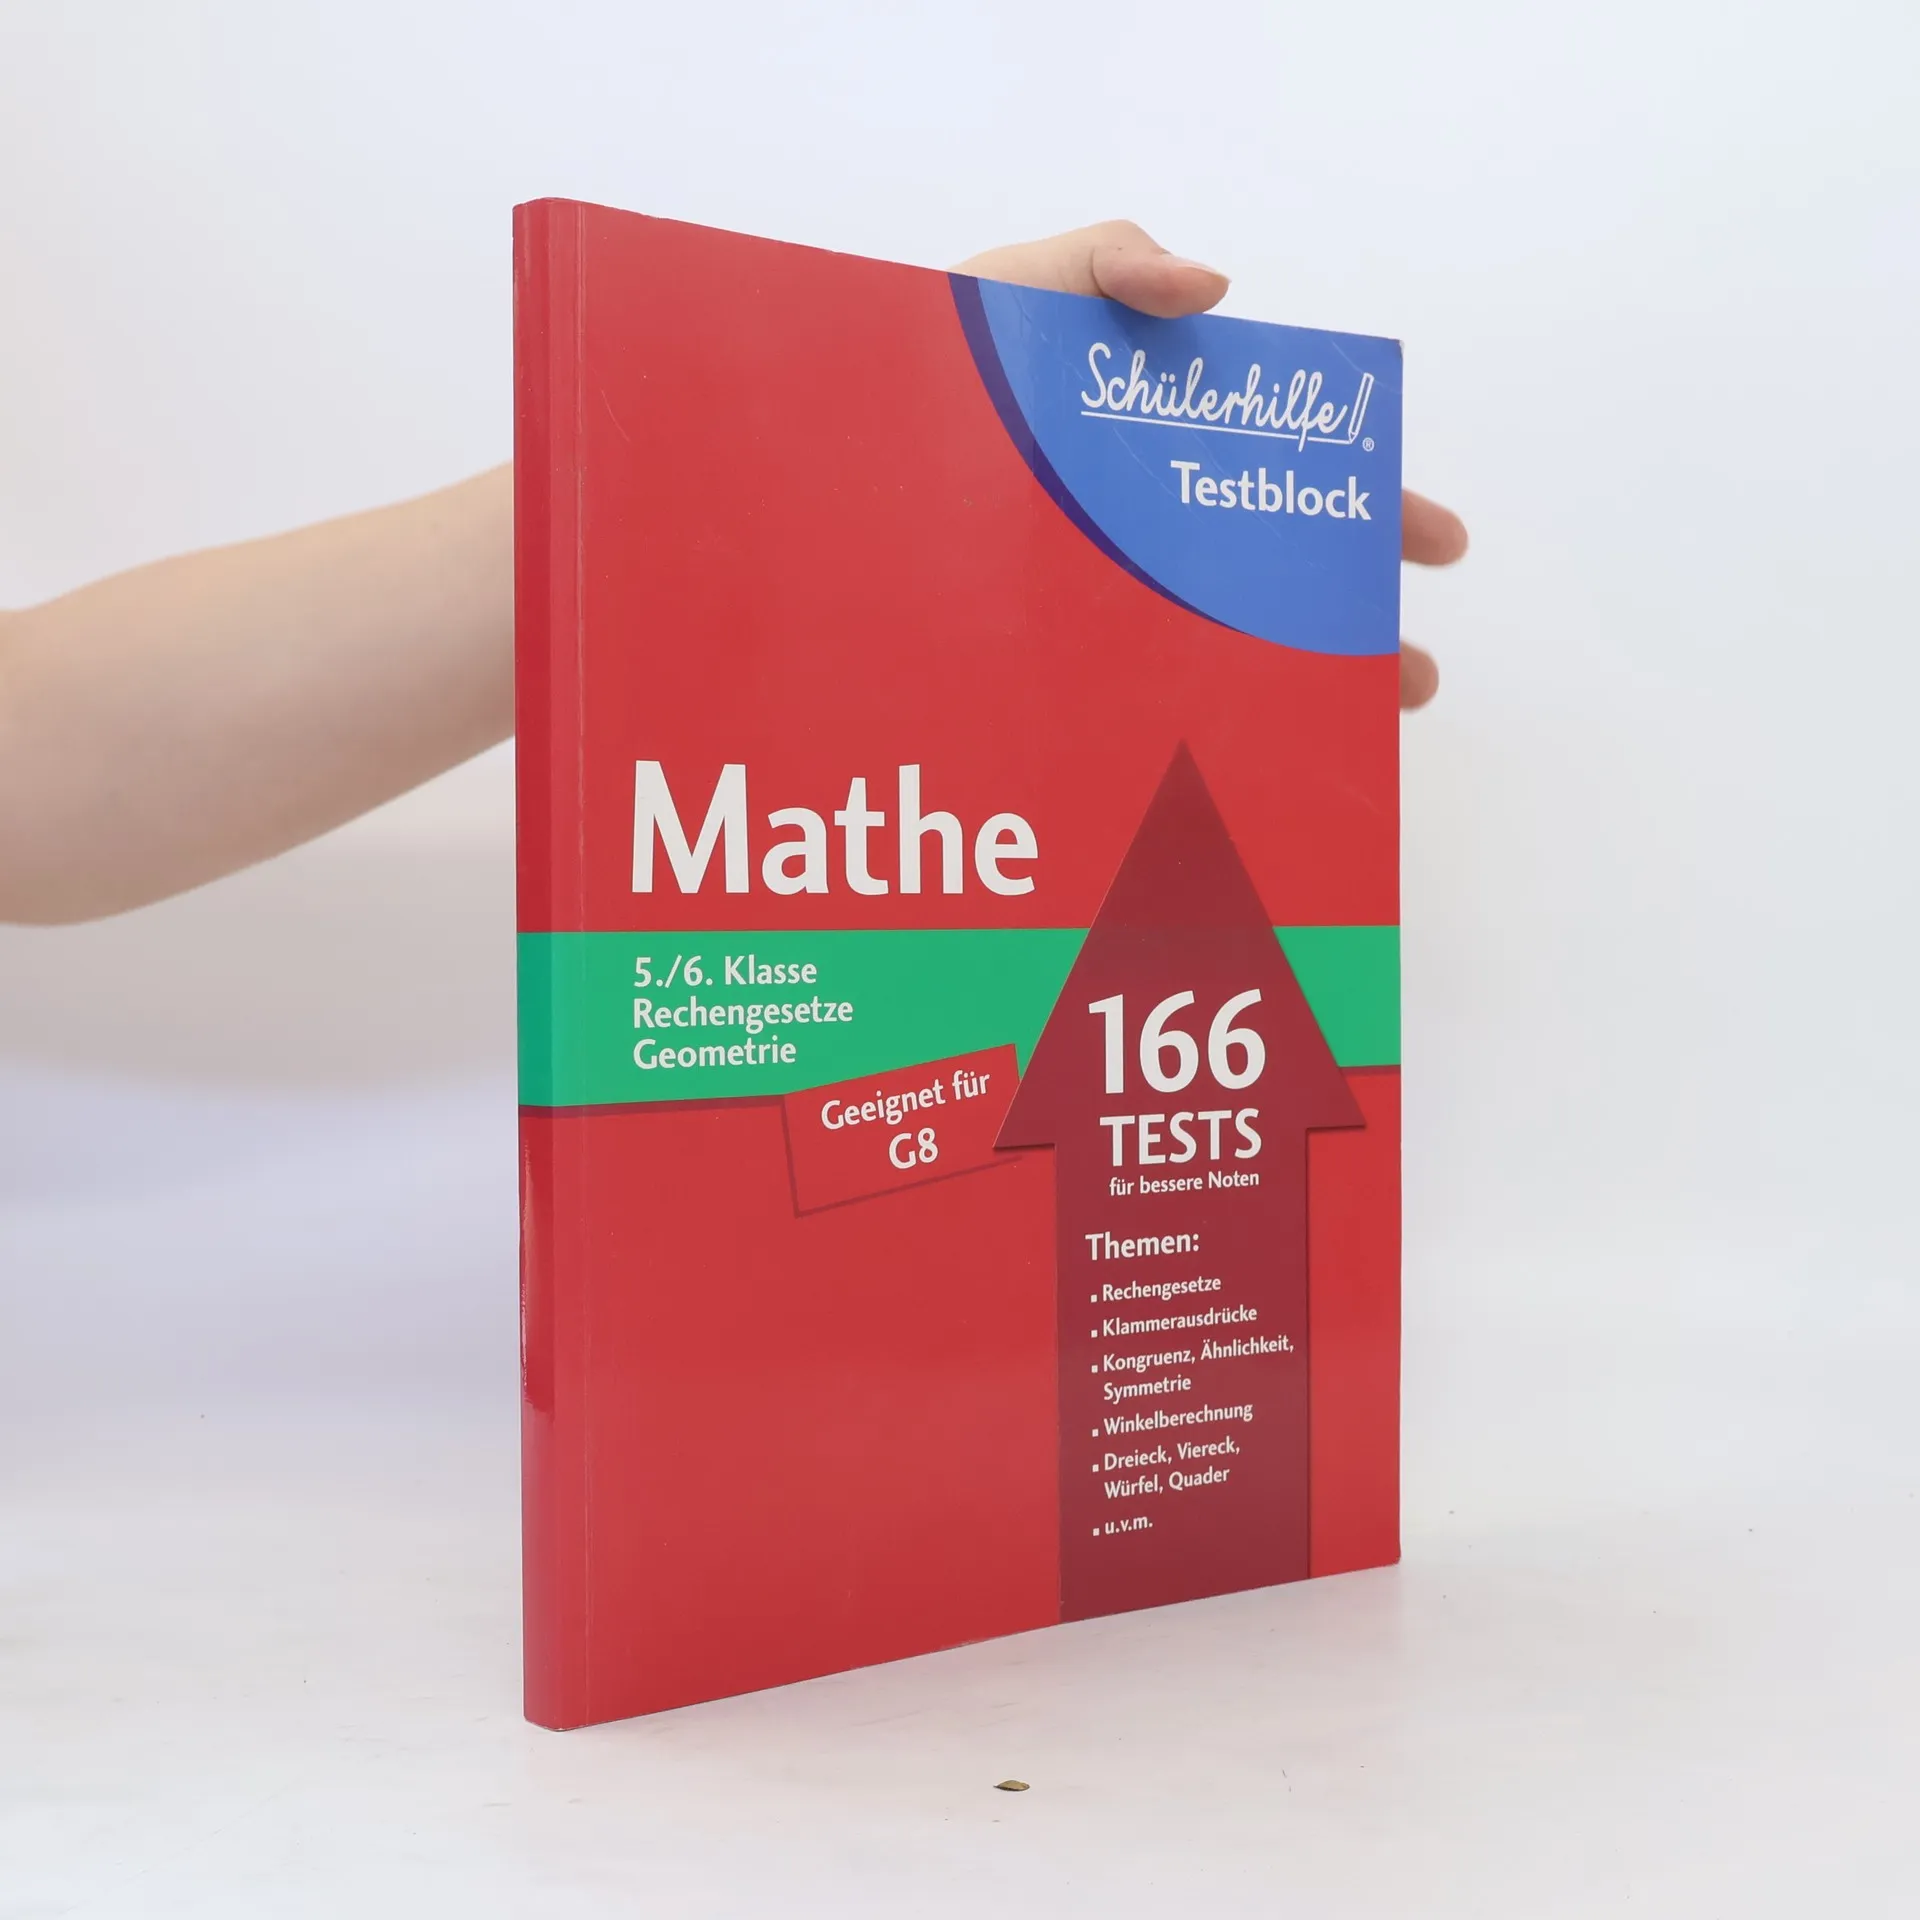 Schülerhilfe!
®
Testblock
Mathe
5./6. Klasse
Rechengesetze
Geometrie
Geeignet für
G8
166
TESTS
für bessere Noten
Themen:
▪ Rechengesetze
▪ Klammerausdrücke
▪ Kongruenz, Ähnlichkeit,
Symmetrie
▪ Winkelberechnung
▪ Dreieck, Viereck,
Würfel, Quader
▪ u.v.m.